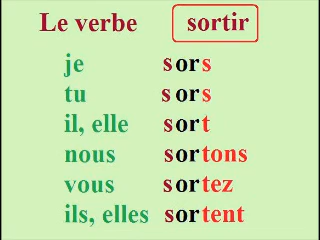 Le verbe sortir
je sors
tu sors
il, elle sort
nous sortons
vous sortez
ils, elles sortent